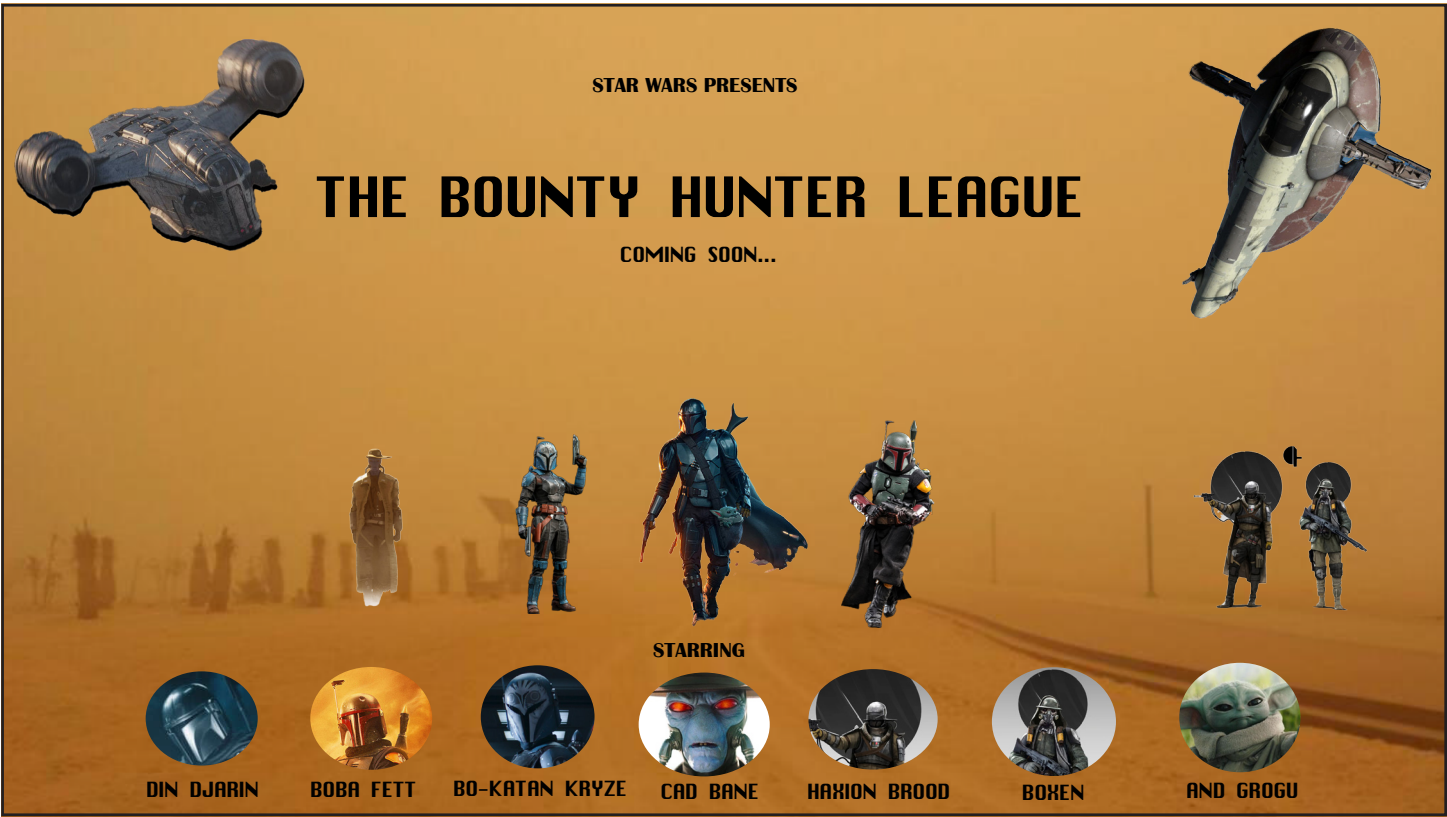 STAR WARS PRESENTS
THE BOUNTY HUNTER LEAGUE
COMING SOON...
STARRING
DIN DJARIN
BOBA FETT
BO-KATAN KRYZE
CAD BANE
HAXION BROOD
BOXEN
AND GROGU